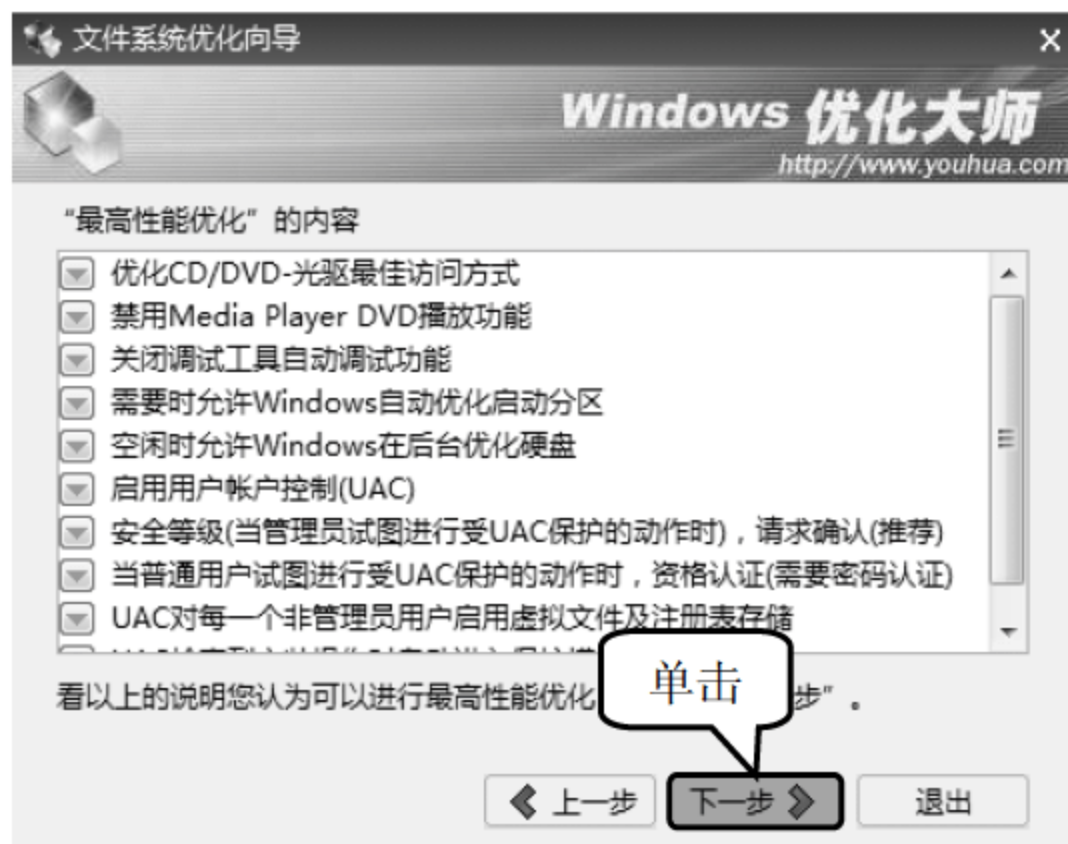 文件系统优化向导
Windows 优化大师
http://www.youhua.com
“最高性能优化”的内容
优化CD/DVD-光驱最佳访问方式
禁用Media Player DVD播放功能
关闭调试工具自动调试功能
需要时允许Windows自动优化启动分区
空闲时允许Windows在后台优化硬盘
启用用户帐户控制(UAC)
安全等级(当管理员试图进行受UAC保护的动作时)，请求确认(推荐)
当普通用户试图进行受UAC保护的动作时，资格认证(需要密码认证)
UAC对每一个非管理员用户启用虚拟文件及注册表存储
看以上的说明您认为可以进行最高性能优化 步”。
单击
上一步 下一步 退出